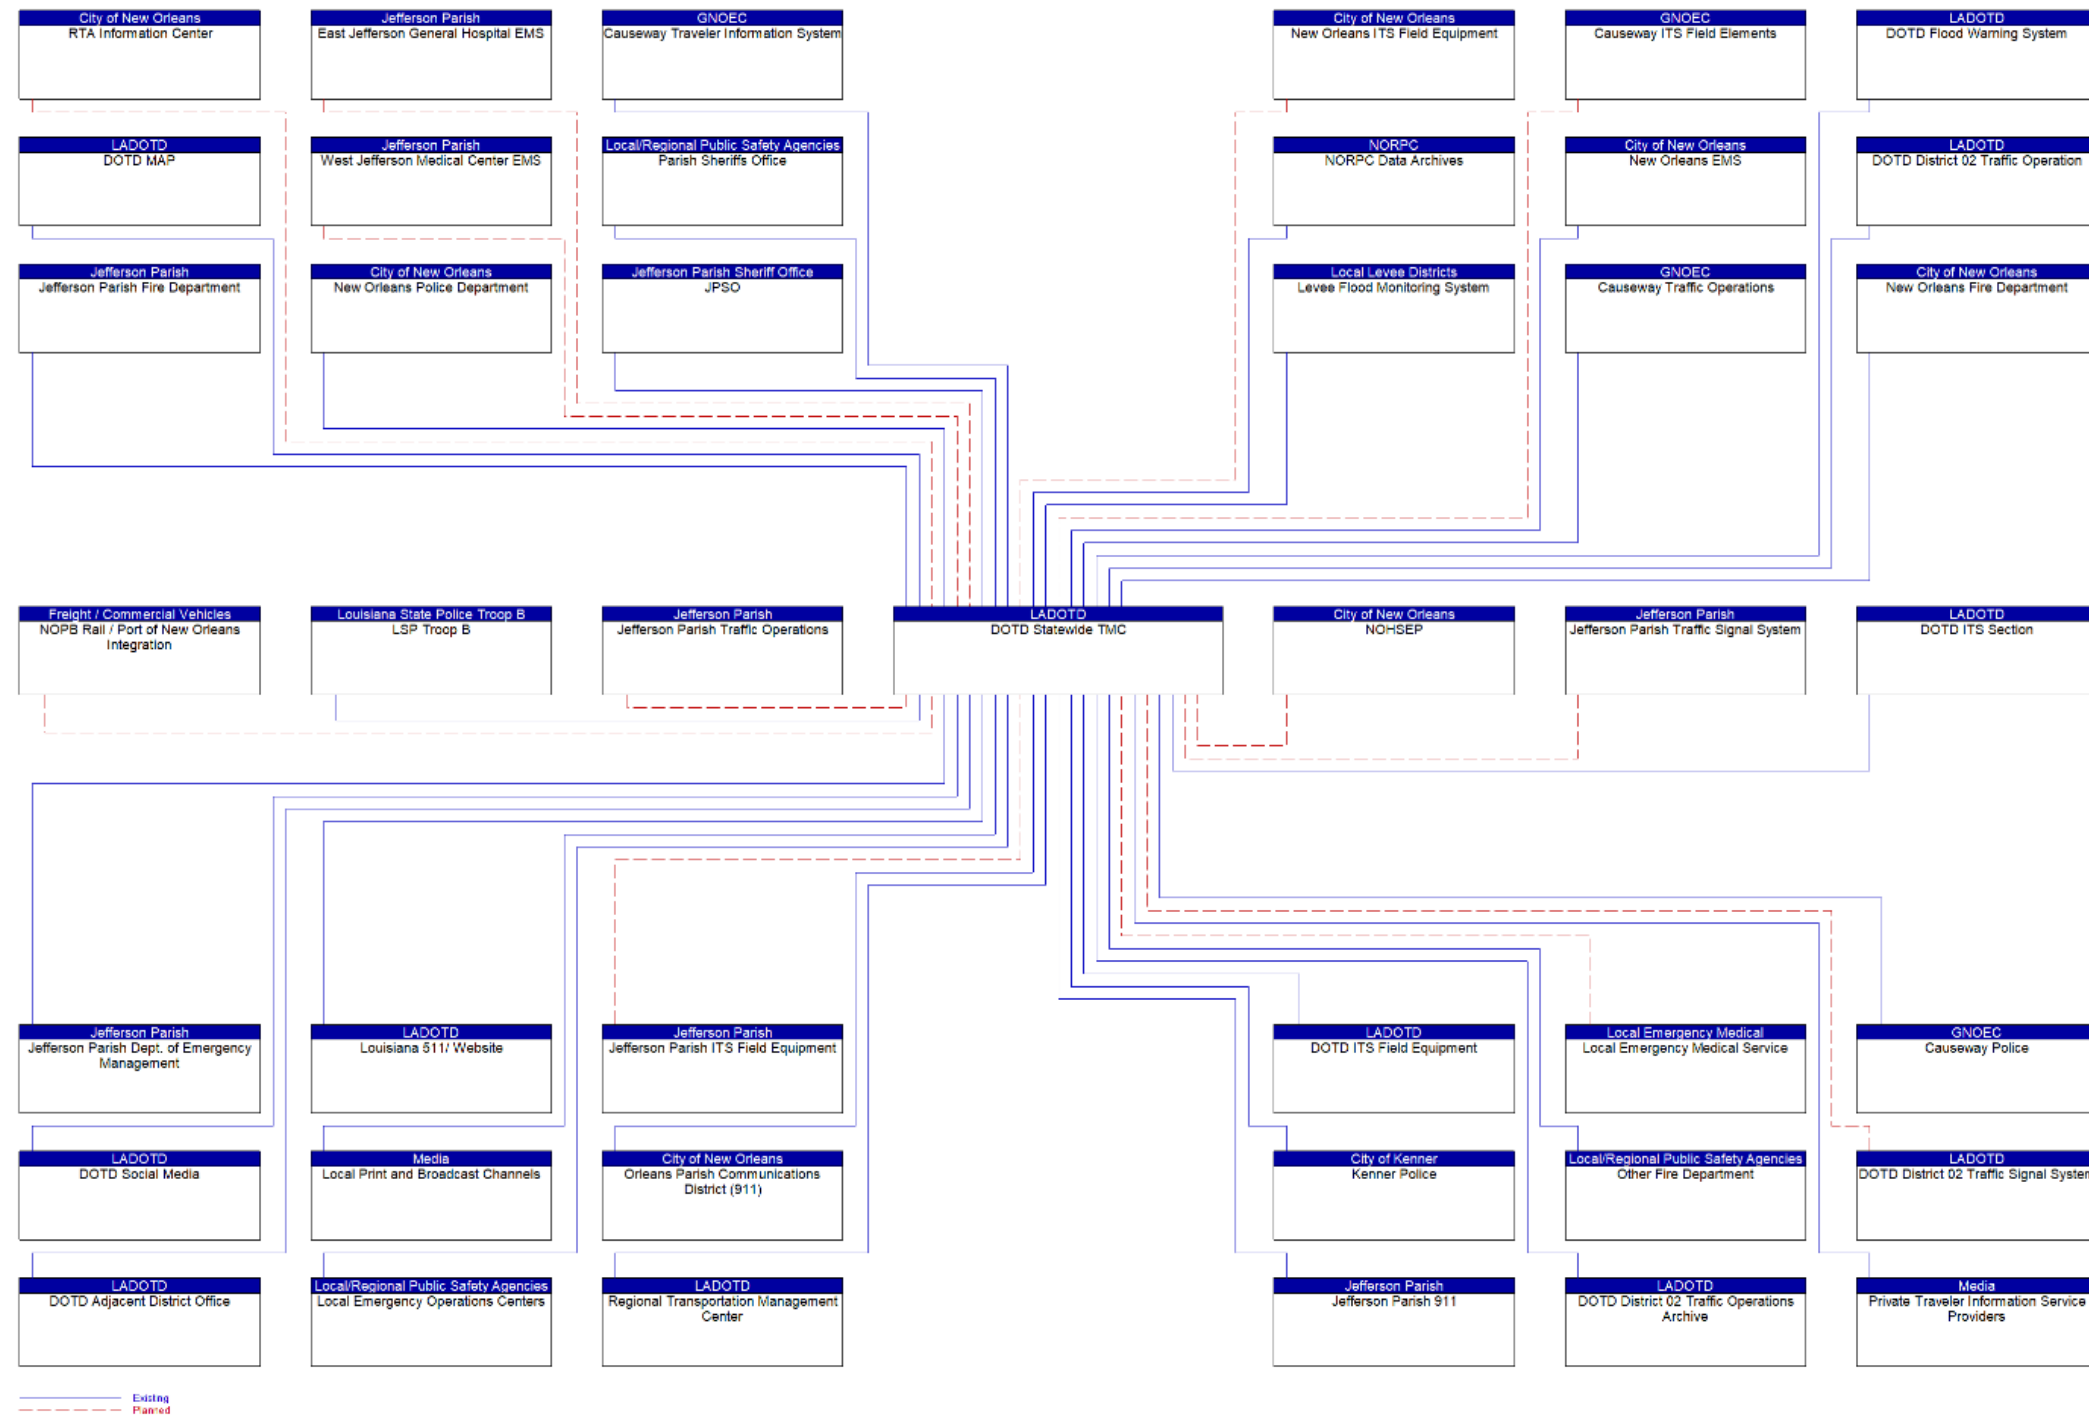 City of New Orleans
RTA Information Center
Jefferson Parish
East Jefferson General Hospital EMS
GNOEC
Causeway Traveler Information System
City of New Orleans
New Orleans ITS Field Equipment
GNOEC
Causeway ITS Field Elements
LADOTD
DOTD Flood Warning System
LADOTD
DOTD MAP
Jefferson Parish
West Jefferson Medical Center EMS
Local/Regional Public Safety Agencies
Parish Sheriffs Office
NORPC
NORPC Data Archives
City of New Orleans
New Orleans EMS
LADOTD
DOTD District 02 Traffic Operation
Jefferson Parish
Jefferson Parish Fire Department
City of New Orleans
New Orleans Police Department
Jefferson Parish Sheriff Office
JPSO
Local Levee Districts
Levee Flood Monitoring System
GNOEC
Causeway Traffic Operations
City of New Orleans
New Orleans Fire Department
Freight / Commercial Vehicles
NOPB Rail / Port of New Orleans
Integration
Louisiana State Police Troop B
LSP Troop B
Jefferson Parish
Jefferson Parish Traffic Operations
LADOTD
DOTD Statewide TMC
City of New Orleans
NOHSEP
Jefferson Parish
Jefferson Parish Traffic Signal System
LADOTD
DOTD ITS Section
Jefferson Parish
Jefferson Parish Dept. of Emergency
Management
LADOTD
Louisiana 511/ Website
Jefferson Parish
Jefferson Parish ITS Field Equipment
LADOTD
DOTD ITS Field Equipment
Local Emergency Medical
Local Emergency Medical Service
GNOEC
Causeway Police
LADOTD
DOTD Social Media
Media
Local Print and Broadcast Channels
City of New Orleans
Orleans Parish Communications
District (911)
City of Kenner
Kenner Police
Local/Regional Public Safety Agencies
Other Fire Department
LADOTD
DOTD District 02 Traffic Signal System
LADOTD
DOTD Adjacent District Office
Local/Regional Public Safety Agencies
Local Emergency Operations Centers
LADOTD
Regional Transportation Management
Center
Jefferson Parish
Jefferson Parish 911
LADOTD
DOTD District 02 Traffic Operations
Archive
Media
Private Traveler Information Service
Providers
Existing
Planned